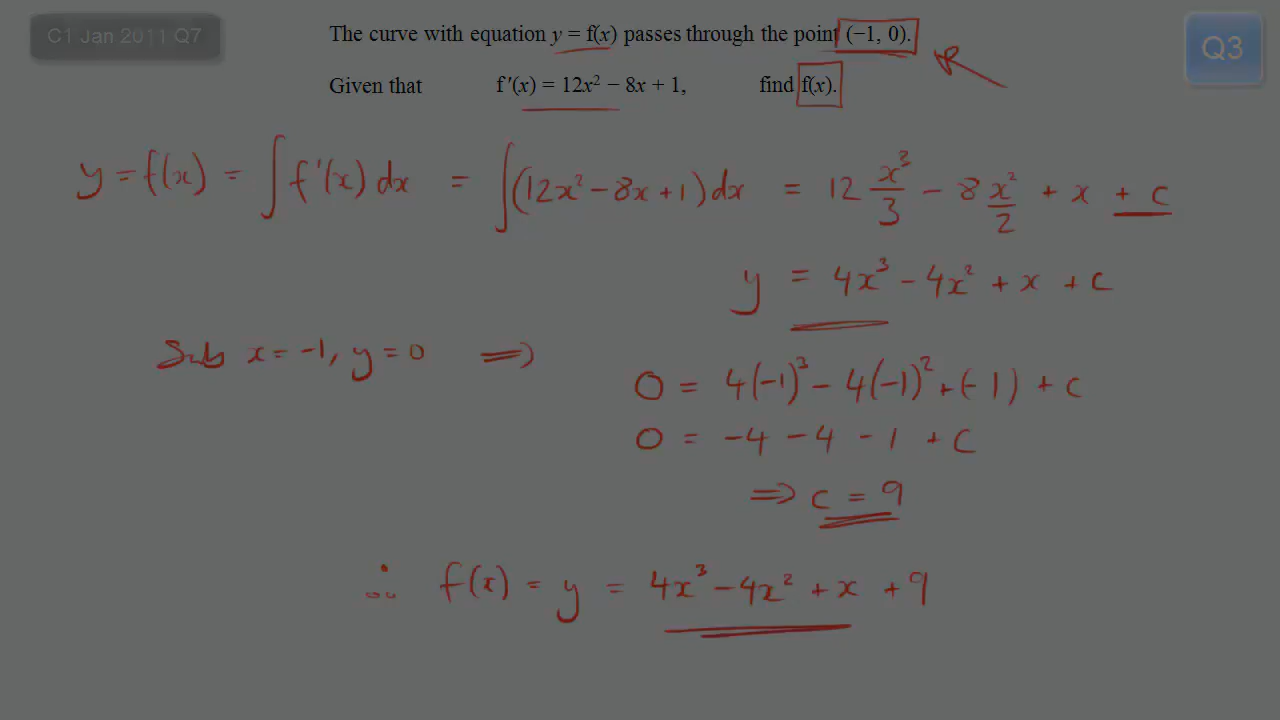 C1 Jan 2011 Q7
The curve with equation y = f(x) passes through the point (−1, 0).
Q3
Given that f′(x) = 12x² − 8x + 1, find f(x).
y = f(x) = ∫ f′(x) dx = ∫(12x² − 8x + 1) dx = 12 x³/3 − 8 x²/2 + x + c
y = 4x³ − 4x² + x + c
Sub x = −1, y = 0 ⟹
0 = 4(−1)³ − 4(−1)² + (−1) + c
0 = −4 − 4 − 1 + c
⟹ c = 9
∴ f(x) = y = 4x³ − 4x² + x + 9